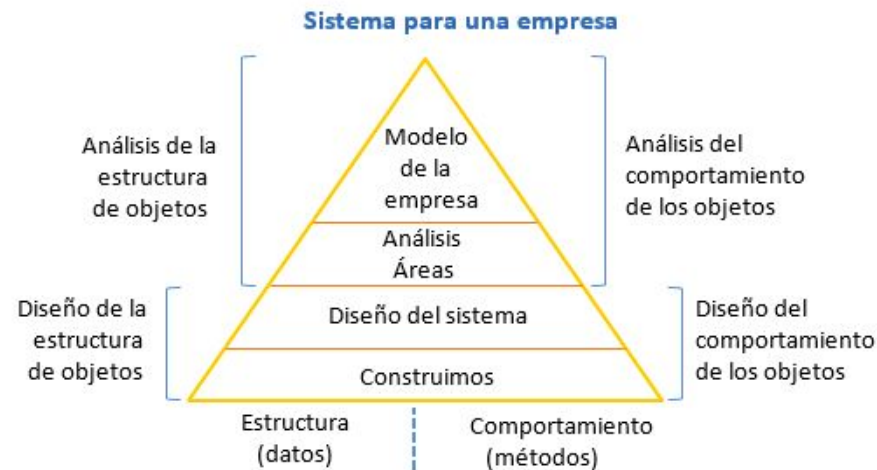 Sistema para una empresa
Análisis de la
estructura
de objetos
Modelo
de la
empresa
Análisis
Áreas
Análisis del
comportamiento
de los objetos
Diseño de la
estructura
de objetos
Diseño del sistema
Construimos
Diseño del
comportamiento
de los objetos
Estructura
(datos)
Comportamiento
(métodos)